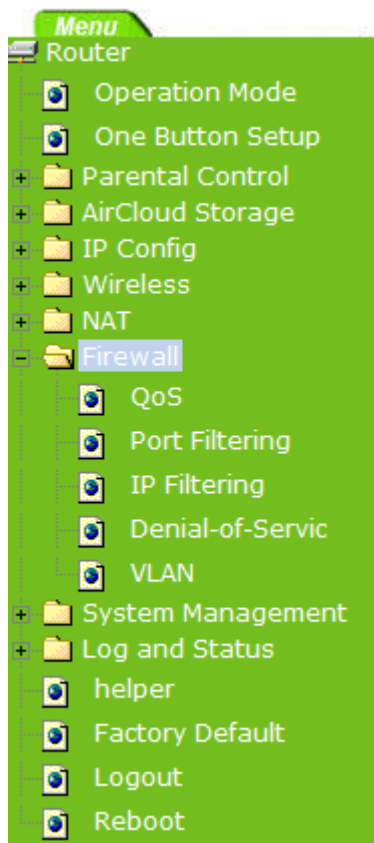 Menu
Router
Operation Mode
One Button Setup
Parental Control
AirCloud Storage
IP Config
Wireless
NAT
Firewall
QoS
Port Filtering
IP Filtering
Denial-of-Servic
VLAN
System Management
Log and Status
helper
Factory Default
Logout
Reboot